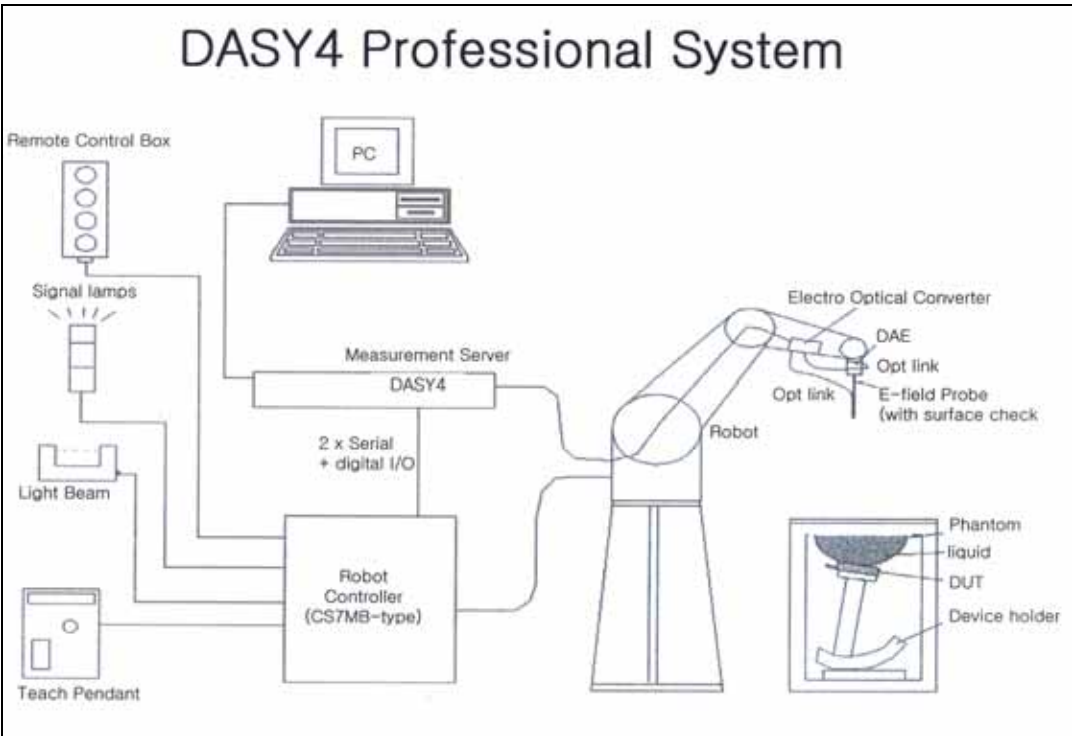 DASY4 Professional System
Remote Control Box
PC
Signal lamps
Electro Optical Converter
DAE
Measurement Server
DASY4
Opt link
Opt link
E-field Probe
(with surface check
Robot
2 x Serial
+ digital I/O
Light Beam
Phantom
liquid
DUT
Robot
Controller
(CS7MB-type)
Device holder
Teach Pendant